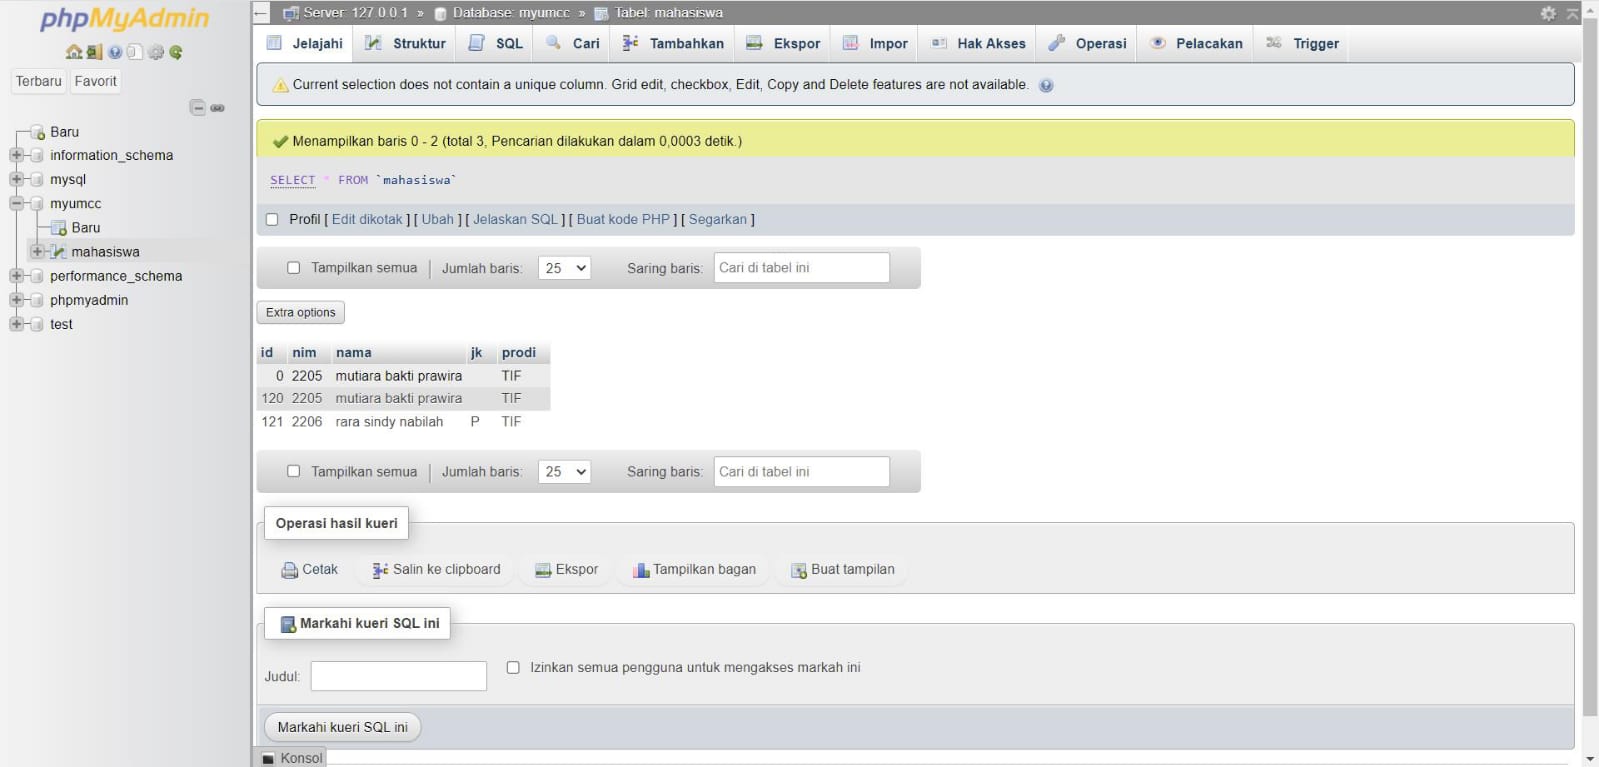 phpMyAdmin
Terbaru Favorit
Baru
information_schema
mysql
myumcc
Baru
mahasiswa
performance_schema
phpmyadmin
test
Server: 127.0.0.1 » Database: myumcc » Tabel: mahasiswa
Jelajahi Struktur SQL Cari Tambahkan Ekspor Impor Hak Akses Operasi Pelacakan Trigger
Current selection does not contain a unique column. Grid edit, checkbox, Edit, Copy and Delete features are not available.
Menampilkan baris 0 - 2 (total 3, Pencarian dilakukan dalam 0,0003 detik.)
SELECT * FROM `mahasiswa`
Profil [ Edit dikotak ] [ Ubah ] [ Jelaskan SQL ] [ Buat kode PHP ] [ Segarkan ]
Tampilkan semua | Jumlah baris: 25 Saring baris: Cari di tabel ini
Extra options
id nim nama jk prodi
0 2205 mutiara bakti prawira TIF
120 2205 mutiara bakti prawira TIF
121 2206 rara sindy nabilah P TIF
Tampilkan semua | Jumlah baris: 25 Saring baris: Cari di tabel ini
Operasi hasil kueri
Cetak Salin ke clipboard Ekspor Tampilkan bagan Buat tampilan
Markahi kueri SQL ini
Judul: Izinkan semua pengguna untuk mengakses markah ini
Markahi kueri SQL ini
Konsol